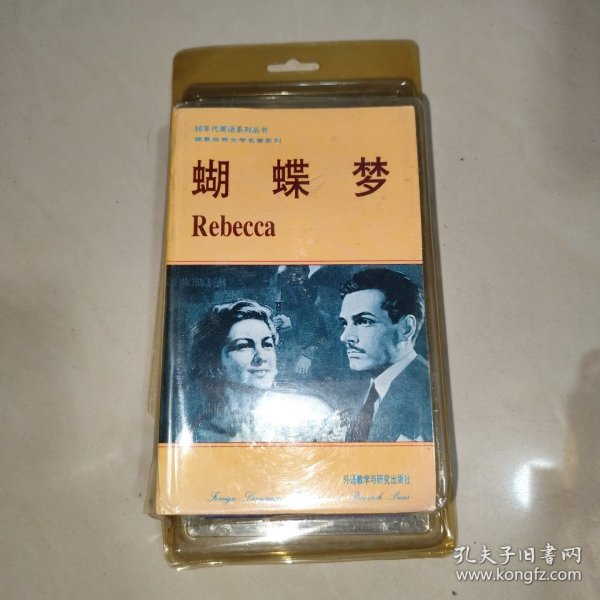 90年代英语系列丛书
简易世界文学名著系列
蝴蝶梦
Rebecca
外语教学与研究出版社
Foreign Press
孔夫子旧书网
www.kongfz.com